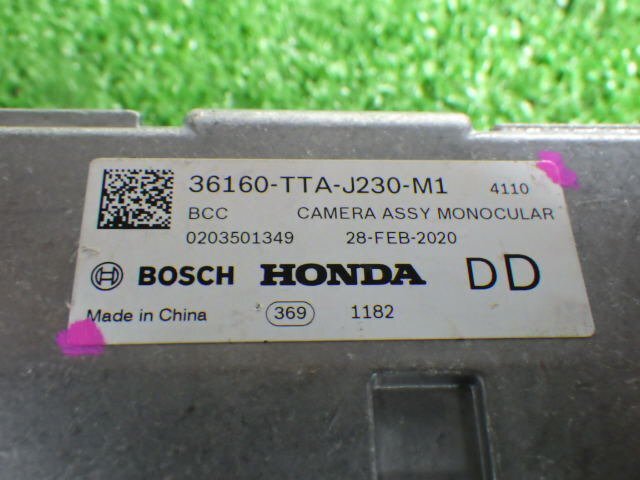 36160-TTA-J230-M1 4110
BCC CAMERA ASSY MONOCULAR
0203501349 28-FEB-2020
BOSCH HONDA DD
Made in China 369 1182